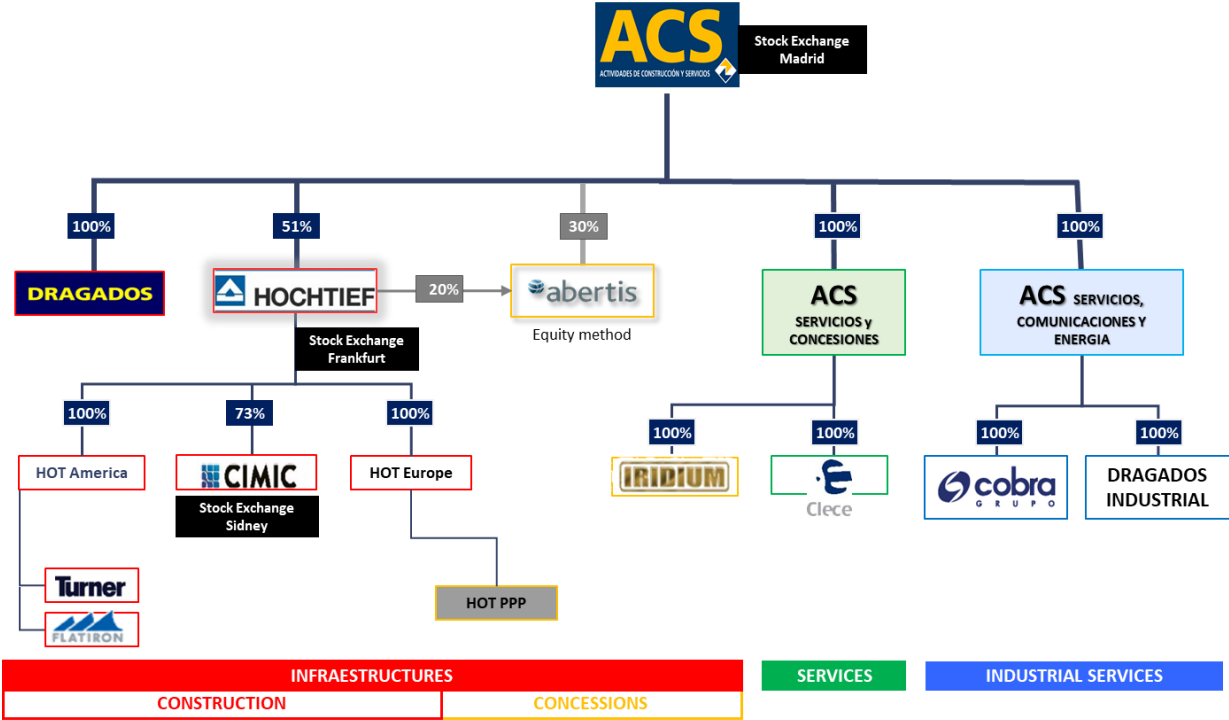 ACS
ACTIVIDADES DE CONSTRUCCIÓN Y SERVICIOS
Stock Exchange
Madrid
100%
51%
30%
100%
100%
DRAGADOS
HOCHTIEF
20%
abertis
Equity method
ACS
SERVICIOS y
CONCESIONES
ACS SERVICIOS,
COMUNICACIONES Y
ENERGIA
Stock Exchange
Frankfurt
100%
73%
100%
100%
100%
100%
100%
HOT America
CIMIC
HOT Europe
IRIDIUM
Clece
cobra
GRUPO
DRAGADOS
INDUSTRIAL
Stock Exchange
Sidney
Turner
FLATIRON
HOT PPP
INFRAESTRUCTURES
SERVICES
INDUSTRIAL SERVICES
CONSTRUCTION
CONCESSIONS